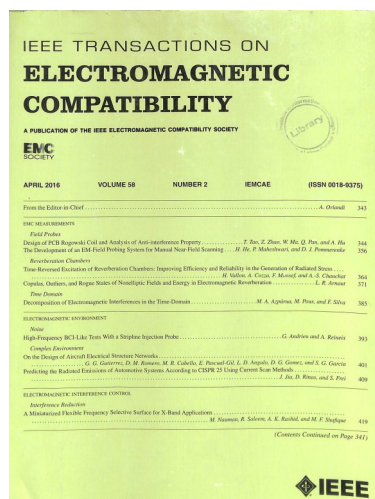 IEEE TRANSACTIONS ON
ELECTROMAGNETIC
COMPATIBILITY
A PUBLICATION OF THE IEEE ELECTROMAGNETIC COMPATIBILITY SOCIETY
Library
EMC
SOCIETY
APRIL 2016 VOLUME 58 NUMBER 2 IEMCAE (ISSN 0018-9375)
From the Editor-in-Chief A. Orlandi 343
EMC MEASUREMENTS
Field Probes
Design of PCB Rogowski Coil and Analysis of Anti-interference Property T. Tao, Z. Zhao, W. Ma, Q. Pan, and A. Hu 344
The Development of an EM-Field Probing System for Manual Near-Field Scanning H. He, P. Maheshwari, and D. J. Pommerenke 356
Reverberation Chambers
Time-Reversed Excitation of Reverberation Chambers: Improving Efficiency and Reliability in the Generation of Radiated Stress
H. Vallon, A. Cozza, F. Monsef, and A.-S. Chauchat 364
Copulas, Outliers, and Rogue States of Nonelliptic Fields and Energy in Electromagnetic Reverberation L. R. Arnaut 371
Time Domain
Decomposition of Electromagnetic Interferences in the Time-Domain M. A. Azpúrua, M. Pous, and F. Silva 385
ELECTROMAGNETIC ENVIRONMENT
Noise
High-Frequency BCI-Like Tests With a Stripline Injection Probe G. Andrieu and A. Reineix 393
Complex Environment
On the Design of Aircraft Electrical Structure Networks
G. G. Gutierrez, D. M. Romero, M. R. Cabello, E. Pascual-Gil, L. D. Angulo, D. G. Gomez, and S. G. Garcia 401
Predicting the Radiated Emissions of Automotive Systems According to CISPR 25 Using Current Scan Methods
J. Jia, D. Rinas, and S. Frei 409
ELECTROMAGNETIC INTERFERENCE CONTROL
Interference Reduction
A Miniaturized Flexible Frequency Selective Surface for X-Band Applications
M. Nauman, R. Saleem, A. K. Rashid, and M. F. Shafique 419
(Contents Continued on Page 341)
IEEE